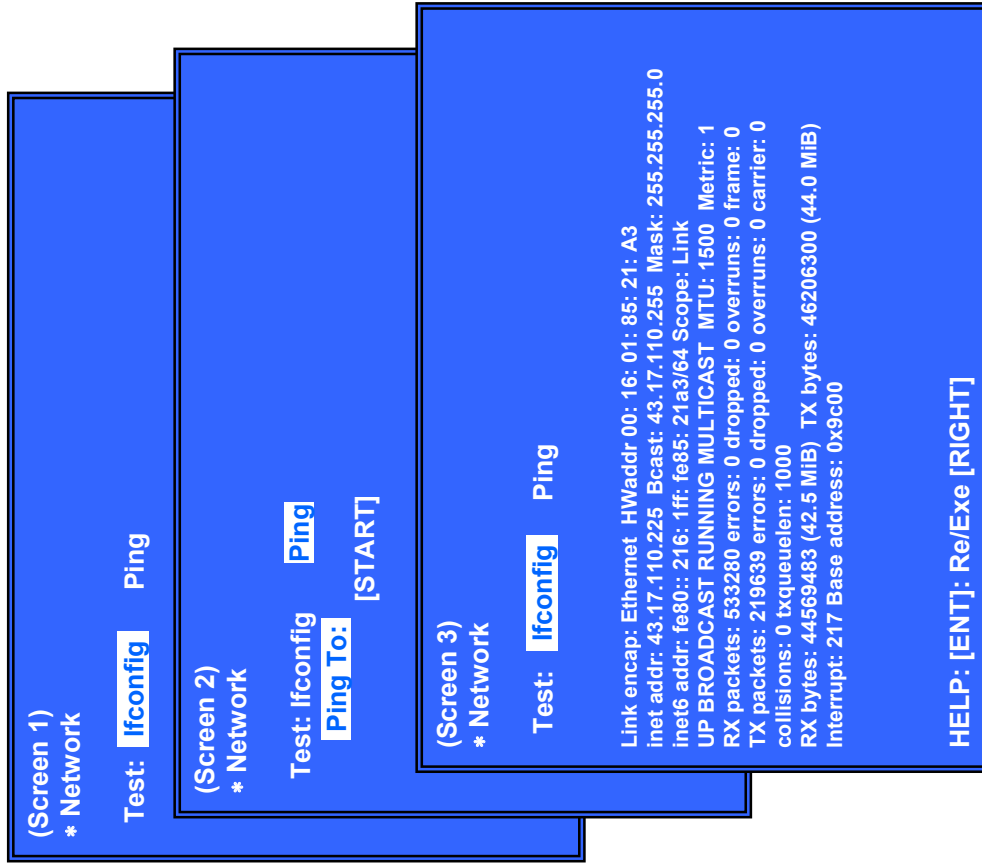 (Screen 1)
* Network
Test: Ifconfig Ping
(Screen 2)
* Network
Test: Ifconfig Ping
Ping To:
[START]
(Screen 3)
* Network
Test: Ifconfig Ping
Link encap: Ethernet HWaddr 00: 16: 01: 85: 21: A3
inet addr: 43.17.110.225 Bcast: 43.17.110.255 Mask: 255.255.255.0
inet6 addr: fe80:: 216: 1ff: fe85: 21a3/64 Scope: Link
UP BROADCAST RUNNING MULTICAST MTU: 1500 Metric: 1
RX packets: 533280 errors: 0 dropped: 0 overruns: 0 frame: 0
TX packets: 219639 errors: 0 dropped: 0 overruns: 0 carrier: 0
collisions: 0 txqueuelen: 1000
RX bytes: 44569483 (42.5 MiB) TX bytes: 46206300 (44.0 MiB)
Interrupt: 217 Base address: 0x9c00
HELP: [ENT]: Re/Exe [RIGHT]